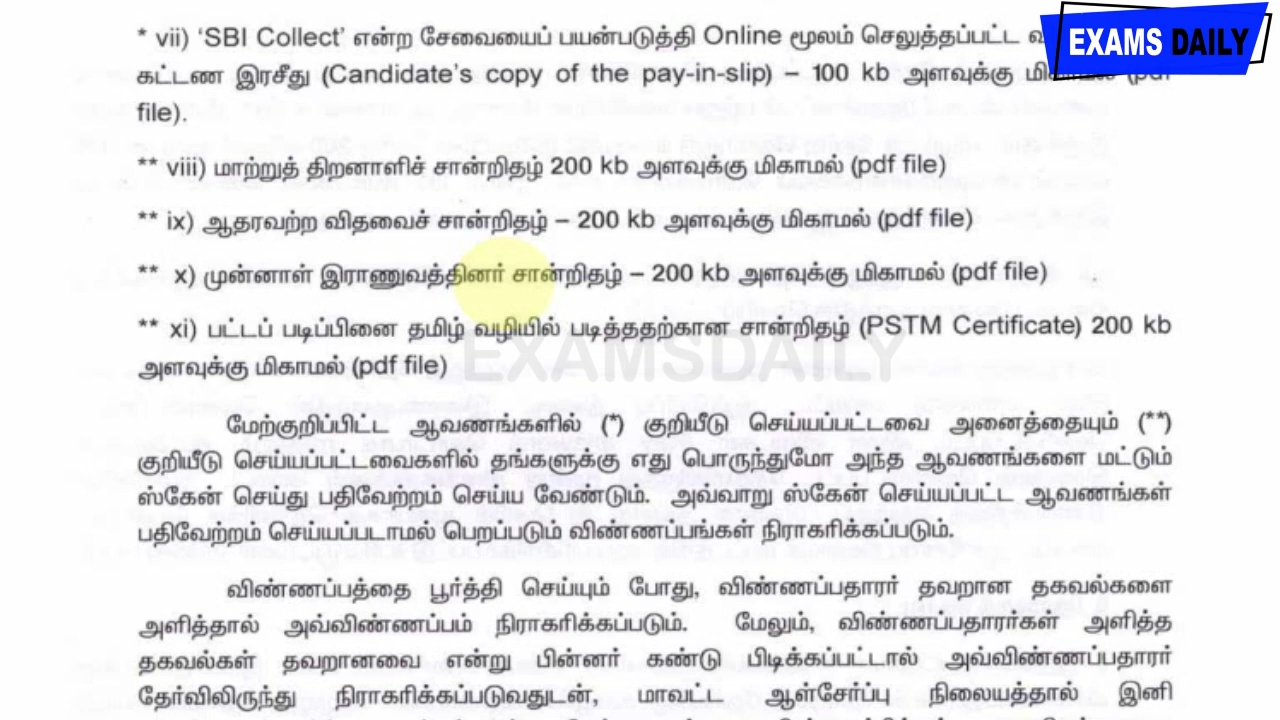 EXAMS DAILY
* vii) ‘SBI Collect’ என்ற சேவையைப் பயன்படுத்தி Online மூலம் செலுத்தப்பட்ட
கட்டண இரசீது (Candidate’s copy of the pay-in-slip) – 100 kb அளவுக்கு மிகாமல் (pdf
file).
** viii) மாற்றுத் திறனாளிச் சான்றிதழ் 200 kb அளவுக்கு மிகாமல் (pdf file)
** ix) ஆதரவற்ற விதவைச் சான்றிதழ் – 200 kb அளவுக்கு மிகாமல் (pdf file)
** x) முன்னாள் இராணுவத்தினர் சான்றிதழ் – 200 kb அளவுக்கு மிகாமல் (pdf file)
** xi) பட்டப் படிப்பினை தமிழ் வழியில் படித்ததற்கான சான்றிதழ் (PSTM Certificate) 200 kb
அளவுக்கு மிகாமல் (pdf file)
EXAMSDAILY
மேற்குறிப்பிட்ட ஆவணங்களில் (*) குறியீடு செய்யப்பட்டவை அனைத்தையும் (**)
குறியீடு செய்யப்பட்டவைகளில் தங்களுக்கு எது பொருந்துமோ அந்த ஆவணங்களை மட்டும்
ஸ்கேன் செய்து பதிவேற்றம் செய்ய வேண்டும். அவ்வாறு ஸ்கேன் செய்யப்பட்ட ஆவணங்கள்
பதிவேற்றம் செய்யப்படாமல் பெறப்படும் விண்ணப்பங்கள் நிராகரிக்கப்படும்.
விண்ணப்பத்தை பூர்த்தி செய்யும் போது, விண்ணப்பதாரர் தவறான தகவல்களை
அளித்தால் அவ்விண்ணப்பம் நிராகரிக்கப்படும். மேலும், விண்ணப்பதாரர்கள் அளித்த
தகவல்கள் தவறானவை என்று பின்னர் கண்டு பிடிக்கப்பட்டால் அவ்விண்ணப்பதாரர்
தேர்விலிருந்து நிராகரிக்கப்படுவதுடன், மாவட்ட ஆள்சேர்ப்பு நிலையத்தால் இனி